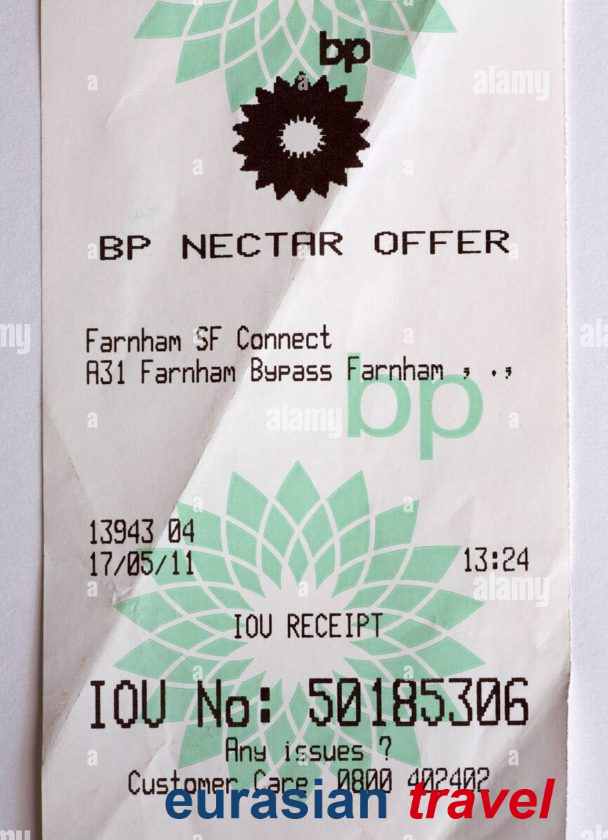 bp
BP NECTAR OFFER
Farnham SF Connect
A31 Farnham Bypass Farnham , .,
bp
13943 04
17/05/11 13:24
IOU RECEIPT
IOU No: 50185306
Any issues ?
Customer Care 0800 402402
eurasian travel
alamy
a